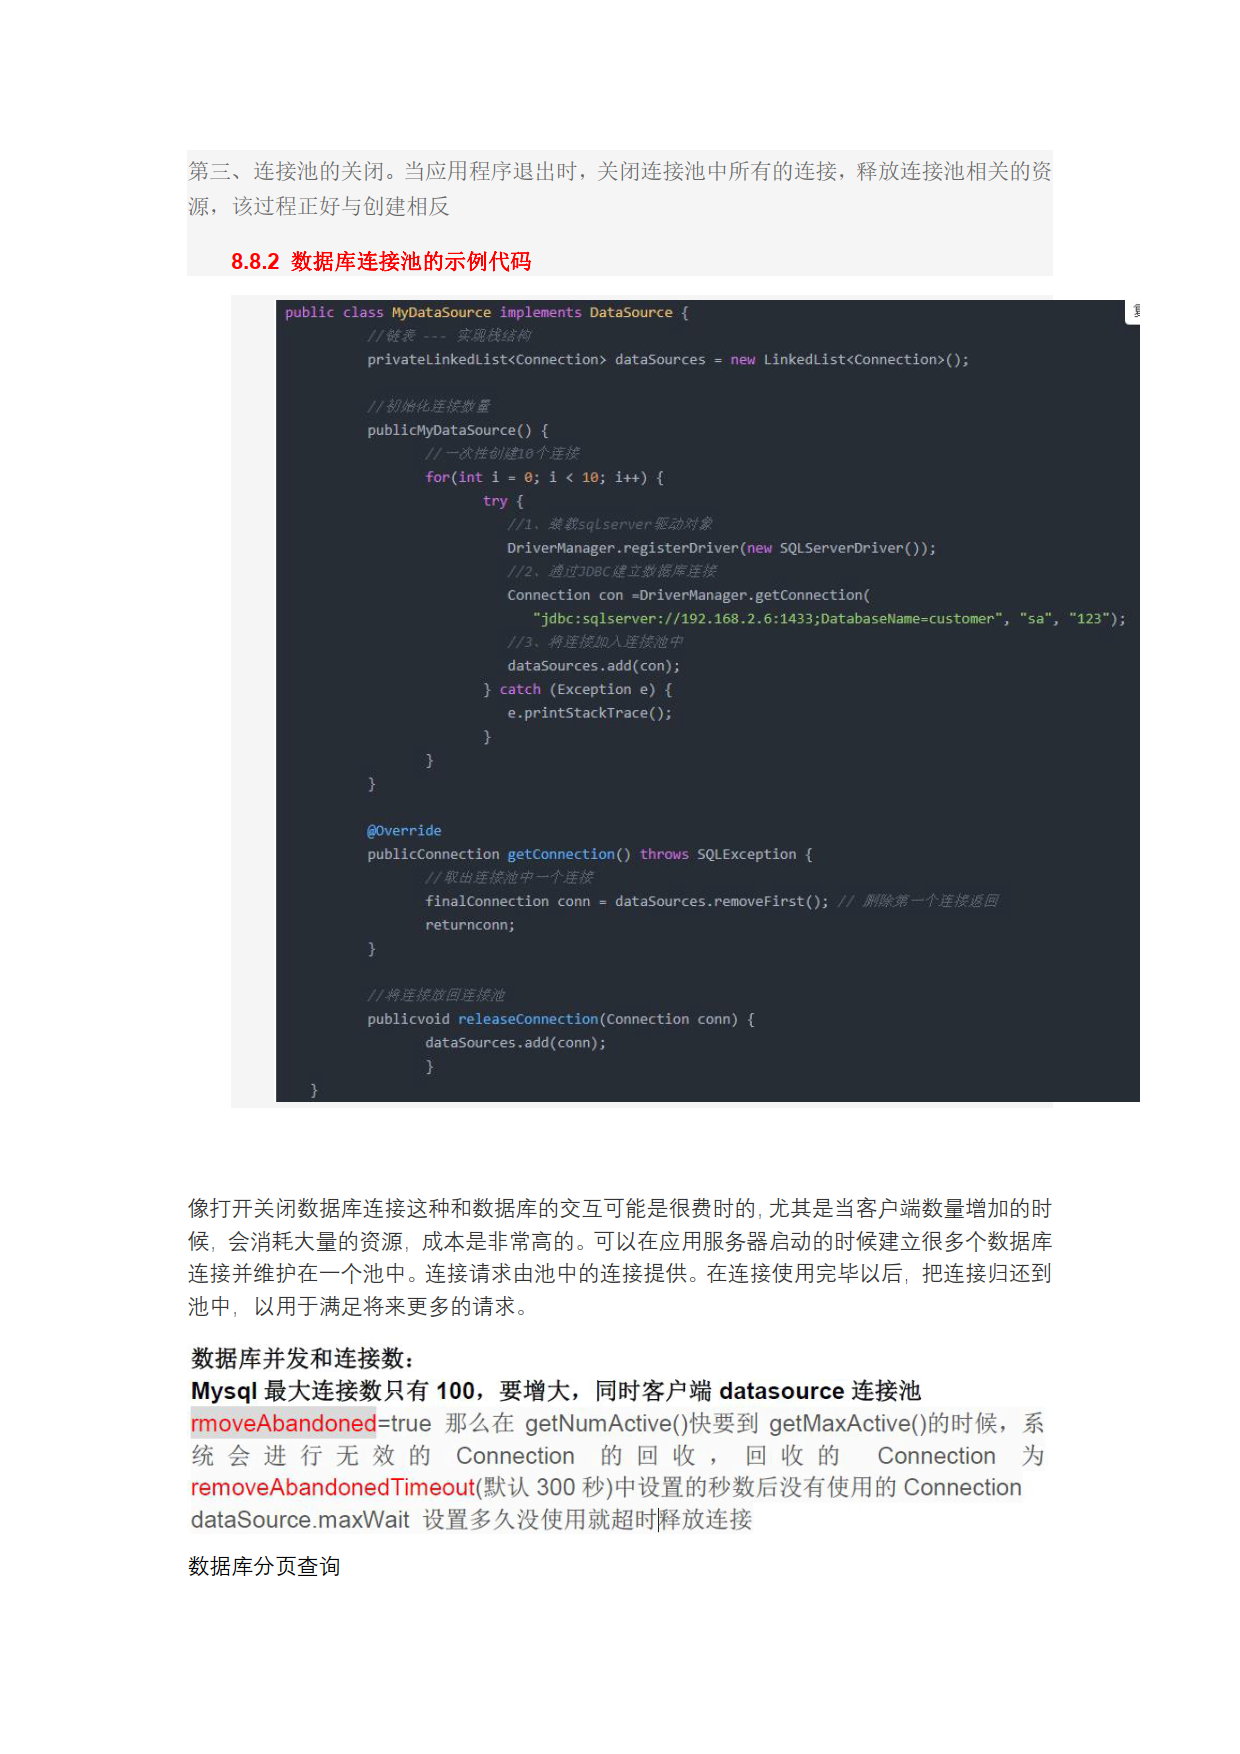 第三、连接池的关闭。当应用程序退出时，关闭连接池中所有的连接，释放连接池相关的资
源，该过程正好与创建相反
8.8.2 数据库连接池的示例代码
public class MyDataSource implements DataSource {
//链表 --- 实现栈结构
privateLinkedList<Connection> dataSources = new LinkedList<Connection>();
//初始化连接数量
publicMyDataSource() {
//一次性创建10个连接
for(int i = 0; i < 10; i++) {
try {
//1、装载sqlserver驱动对象
DriverManager.registerDriver(new SQLServerDriver());
//2、通过JDBC建立数据库连接
Connection con =DriverManager.getConnection(
"jdbc:sqlserver://192.168.2.6:1433;DatabaseName=customer", "sa", "123");
//3、将连接加入连接池中
dataSources.add(con);
} catch (Exception e) {
e.printStackTrace();
}
}
}
@Override
publicConnection getConnection() throws SQLException {
//取出连接池中一个连接
finalConnection conn = dataSources.removeFirst(); // 删除第一个连接返回
returnconn;
}
//将连接放回连接池
publicvoid releaseConnection(Connection conn) {
dataSources.add(conn);
}
}
像打开关闭数据库连接这种和数据库的交互可能是很费时的，尤其是当客户端数量增加的时
候，会消耗大量的资源，成本是非常高的。可以在应用服务器启动的时候建立很多个数据库
连接并维护在一个池中。连接请求由池中的连接提供。在连接使用完毕以后，把连接归还到
池中，以用于满足将来更多的请求。
数据库并发和连接数：
Mysql 最大连接数只有 100，要增大，同时客户端 datasource 连接池
rmoveAbandoned=true 那么在 getNumActive()快要到 getMaxActive()的时候，系
统会进行无效的 Connection 的回收，回收的 Connection 为
removeAbandonedTimeout(默认 300 秒)中设置的秒数后没有使用的 Connection
dataSource.maxWait 设置多久没使用就超时释放连接
数据库分页查询